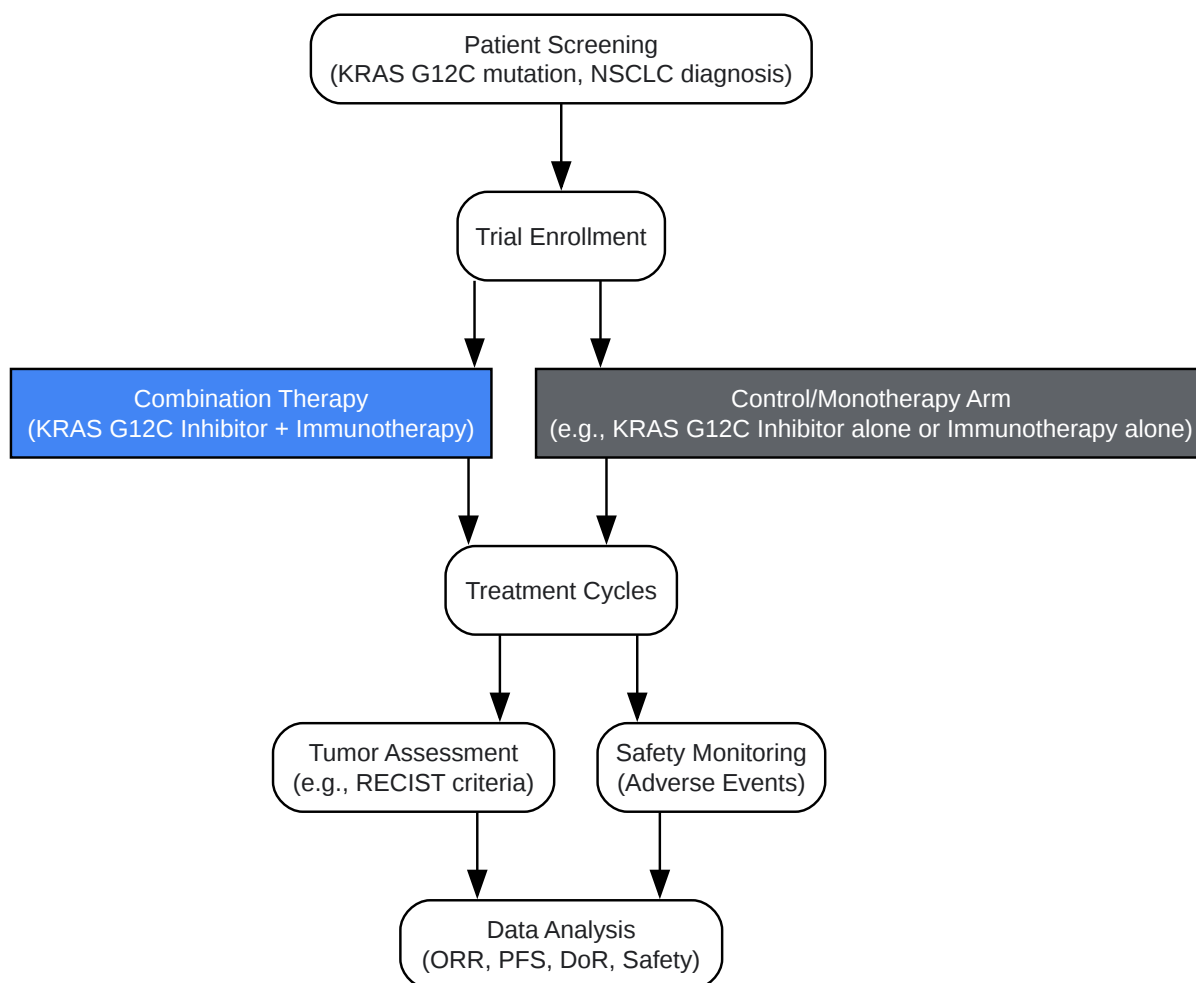 Patient Screening
(KRAS G12C mutation, NSCLC diagnosis)
Trial Enrollment
Combination Therapy
(KRAS G12C Inhibitor + Immunotherapy)
Control/Monotherapy Arm
(e.g., KRAS G12C Inhibitor alone or Immunotherapy alone)
Treatment Cycles
Tumor Assessment
(e.g., RECIST criteria)
Safety Monitoring
(Adverse Events)
Data Analysis
(ORR, PFS, DoR, Safety)